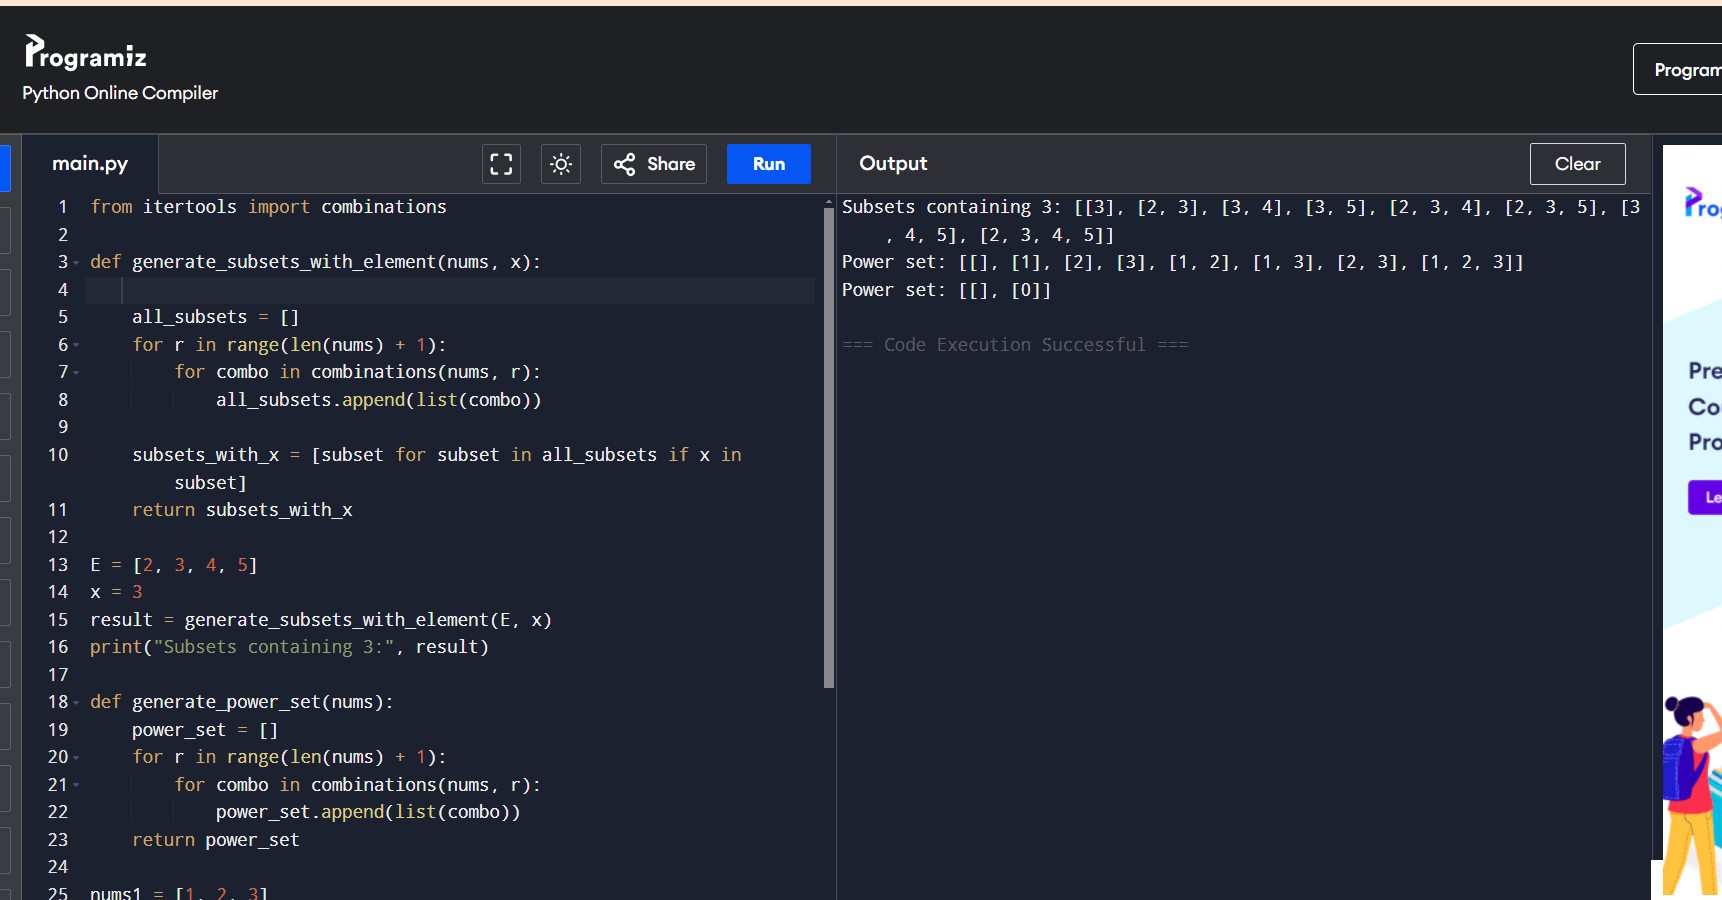 Programiz
Python Online Compiler
Program
main.py
Share
Run
Output
Clear
1 from itertools import combinations
2
3 def generate_subsets_with_element(nums, x):
4
5 all_subsets = []
6 for r in range(len(nums) + 1):
7 for combo in combinations(nums, r):
8 all_subsets.append(list(combo))
9
10 subsets_with_x = [subset for subset in all_subsets if x in
subset]
11 return subsets_with_x
12
13 E = [2, 3, 4, 5]
14 x = 3
15 result = generate_subsets_with_element(E, x)
16 print("Subsets containing 3:", result)
17
18 def generate_power_set(nums):
19 power_set = []
20 for r in range(len(nums) + 1):
21 for combo in combinations(nums, r):
22 power_set.append(list(combo))
23 return power_set
24
25 nums1 = [1, 2, 3]
Subsets containing 3: [[3], [2, 3], [3, 4], [3, 5], [2, 3, 4], [2, 3, 5], [3
, 4, 5], [2, 3, 4, 5]]
Power set: [[], [1], [2], [3], [1, 2], [1, 3], [2, 3], [1, 2, 3]]
Power set: [[], [0]]
=== Code Execution Successful ===
Prog
Pre
Co
Pro
Le